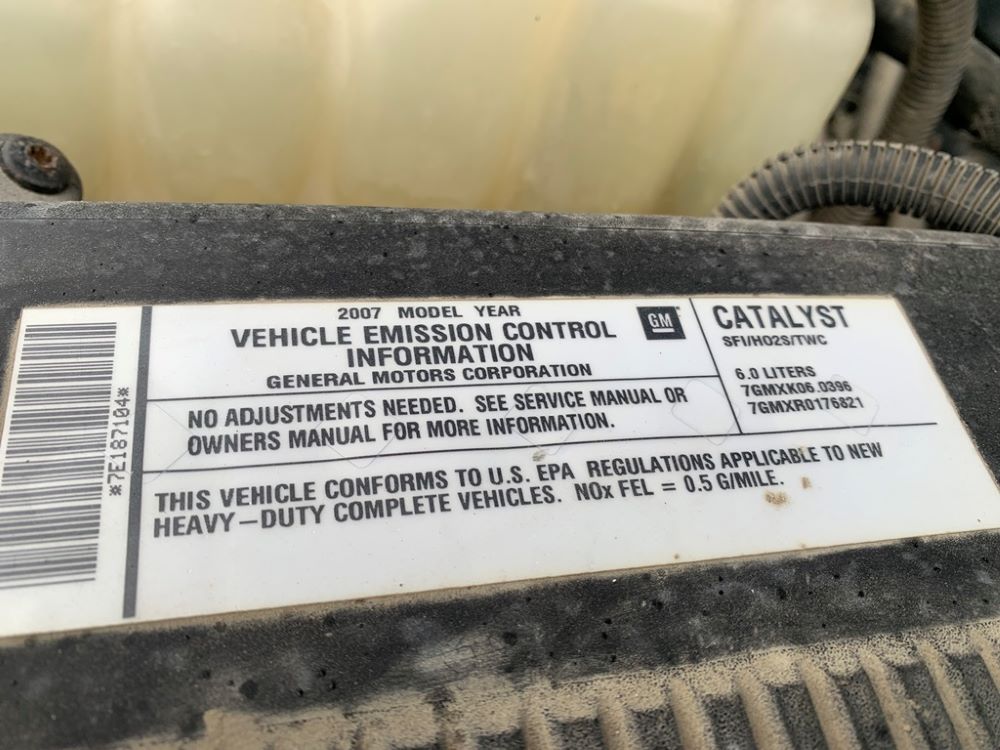 *7E187104*
2007 MODEL YEAR
VEHICLE EMISSION CONTROL
INFORMATION
GENERAL MOTORS CORPORATION
GM
CATALYST
SFI/HO2S/TWC
6.0 LITERS
7GMXK06.0396
7GMXR0176821
NO ADJUSTMENTS NEEDED. SEE SERVICE MANUAL OR
OWNERS MANUAL FOR MORE INFORMATION.
THIS VEHICLE CONFORMS TO U.S. EPA REGULATIONS APPLICABLE TO NEW
HEAVY-DUTY COMPLETE VEHICLES. NOx FEL = 0.5 G/MILE.